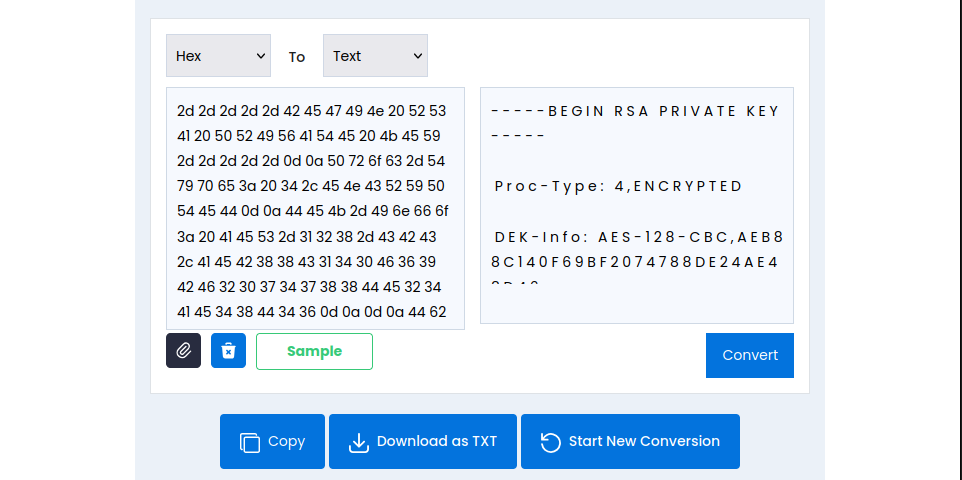 Hex To Text
2d 2d 2d 2d 2d 42 45 47 49 4e 20 52 53
41 20 50 52 49 56 41 54 45 20 4b 45 59
2d 2d 2d 2d 2d 0d 0a 50 72 6f 63 2d 54
79 70 65 3a 20 34 2c 45 4e 43 52 59 50
54 45 44 0d 0a 44 45 4b 2d 49 6e 66 6f
3a 20 41 45 53 2d 31 32 38 2d 43 42 43
2c 41 45 42 38 38 43 31 34 30 46 36 39
42 46 32 30 37 34 37 38 38 44 45 32 34
41 45 34 38 44 34 36 0d 0a 0d 0a 44 62
-----BEGIN RSA PRIVATE KEY
-----
Proc-Type: 4,ENCRYPTED
DEK-Info: AES-128-CBC,AEB8
8C140F69BF2074788DE24AE4
Sample
Convert
Copy
Download as TXT
Start New Conversion